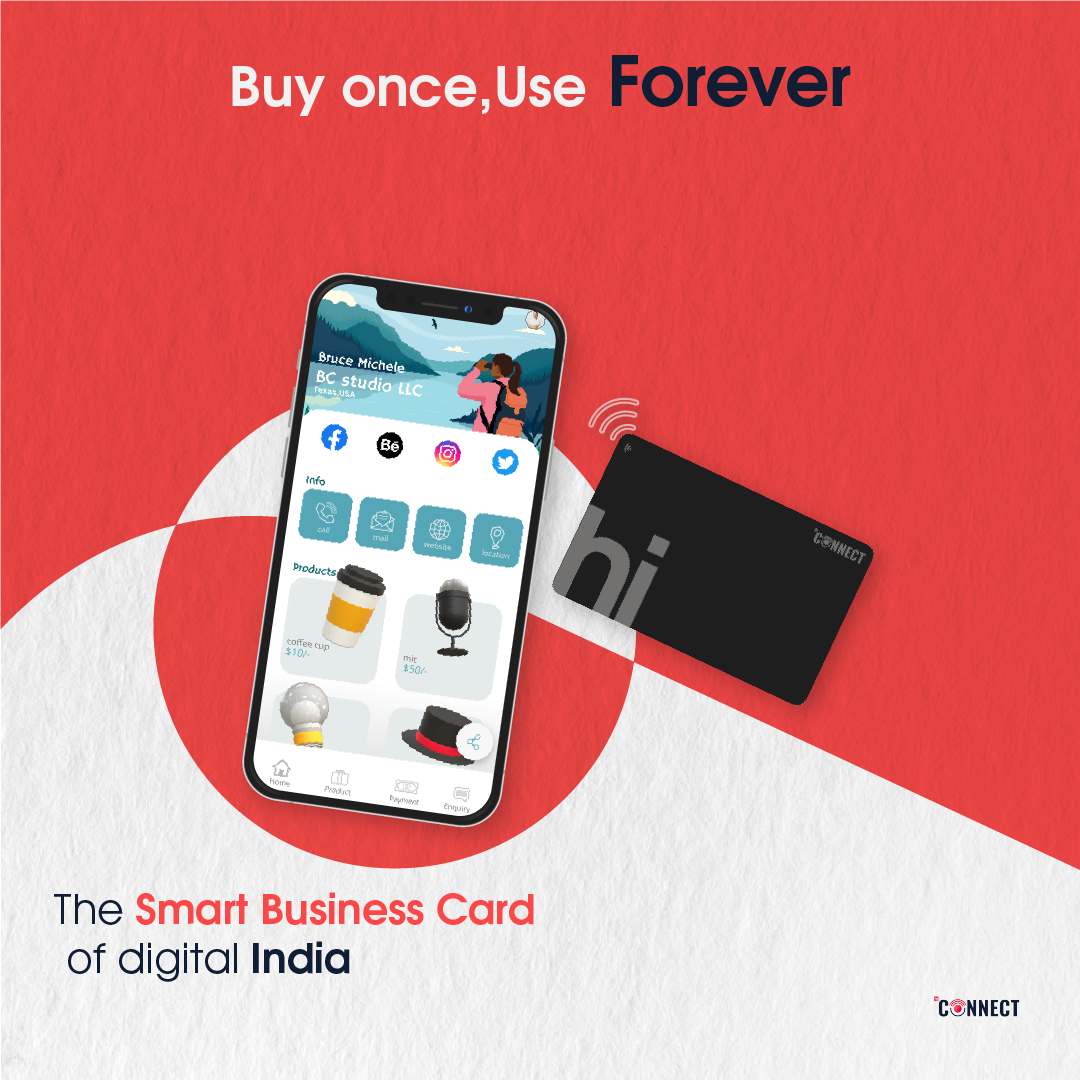 Buy once,Use Forever
Bruce Michele
BC studio LLC
Texas,USA
Bē
Info
call
mail
website
location
Products
coffee cup
$10/-
mic
$50/-
Home
Product
Payment
Enquiry
CONNECT
hi
The Smart Business Card
of digital India
CONNECT